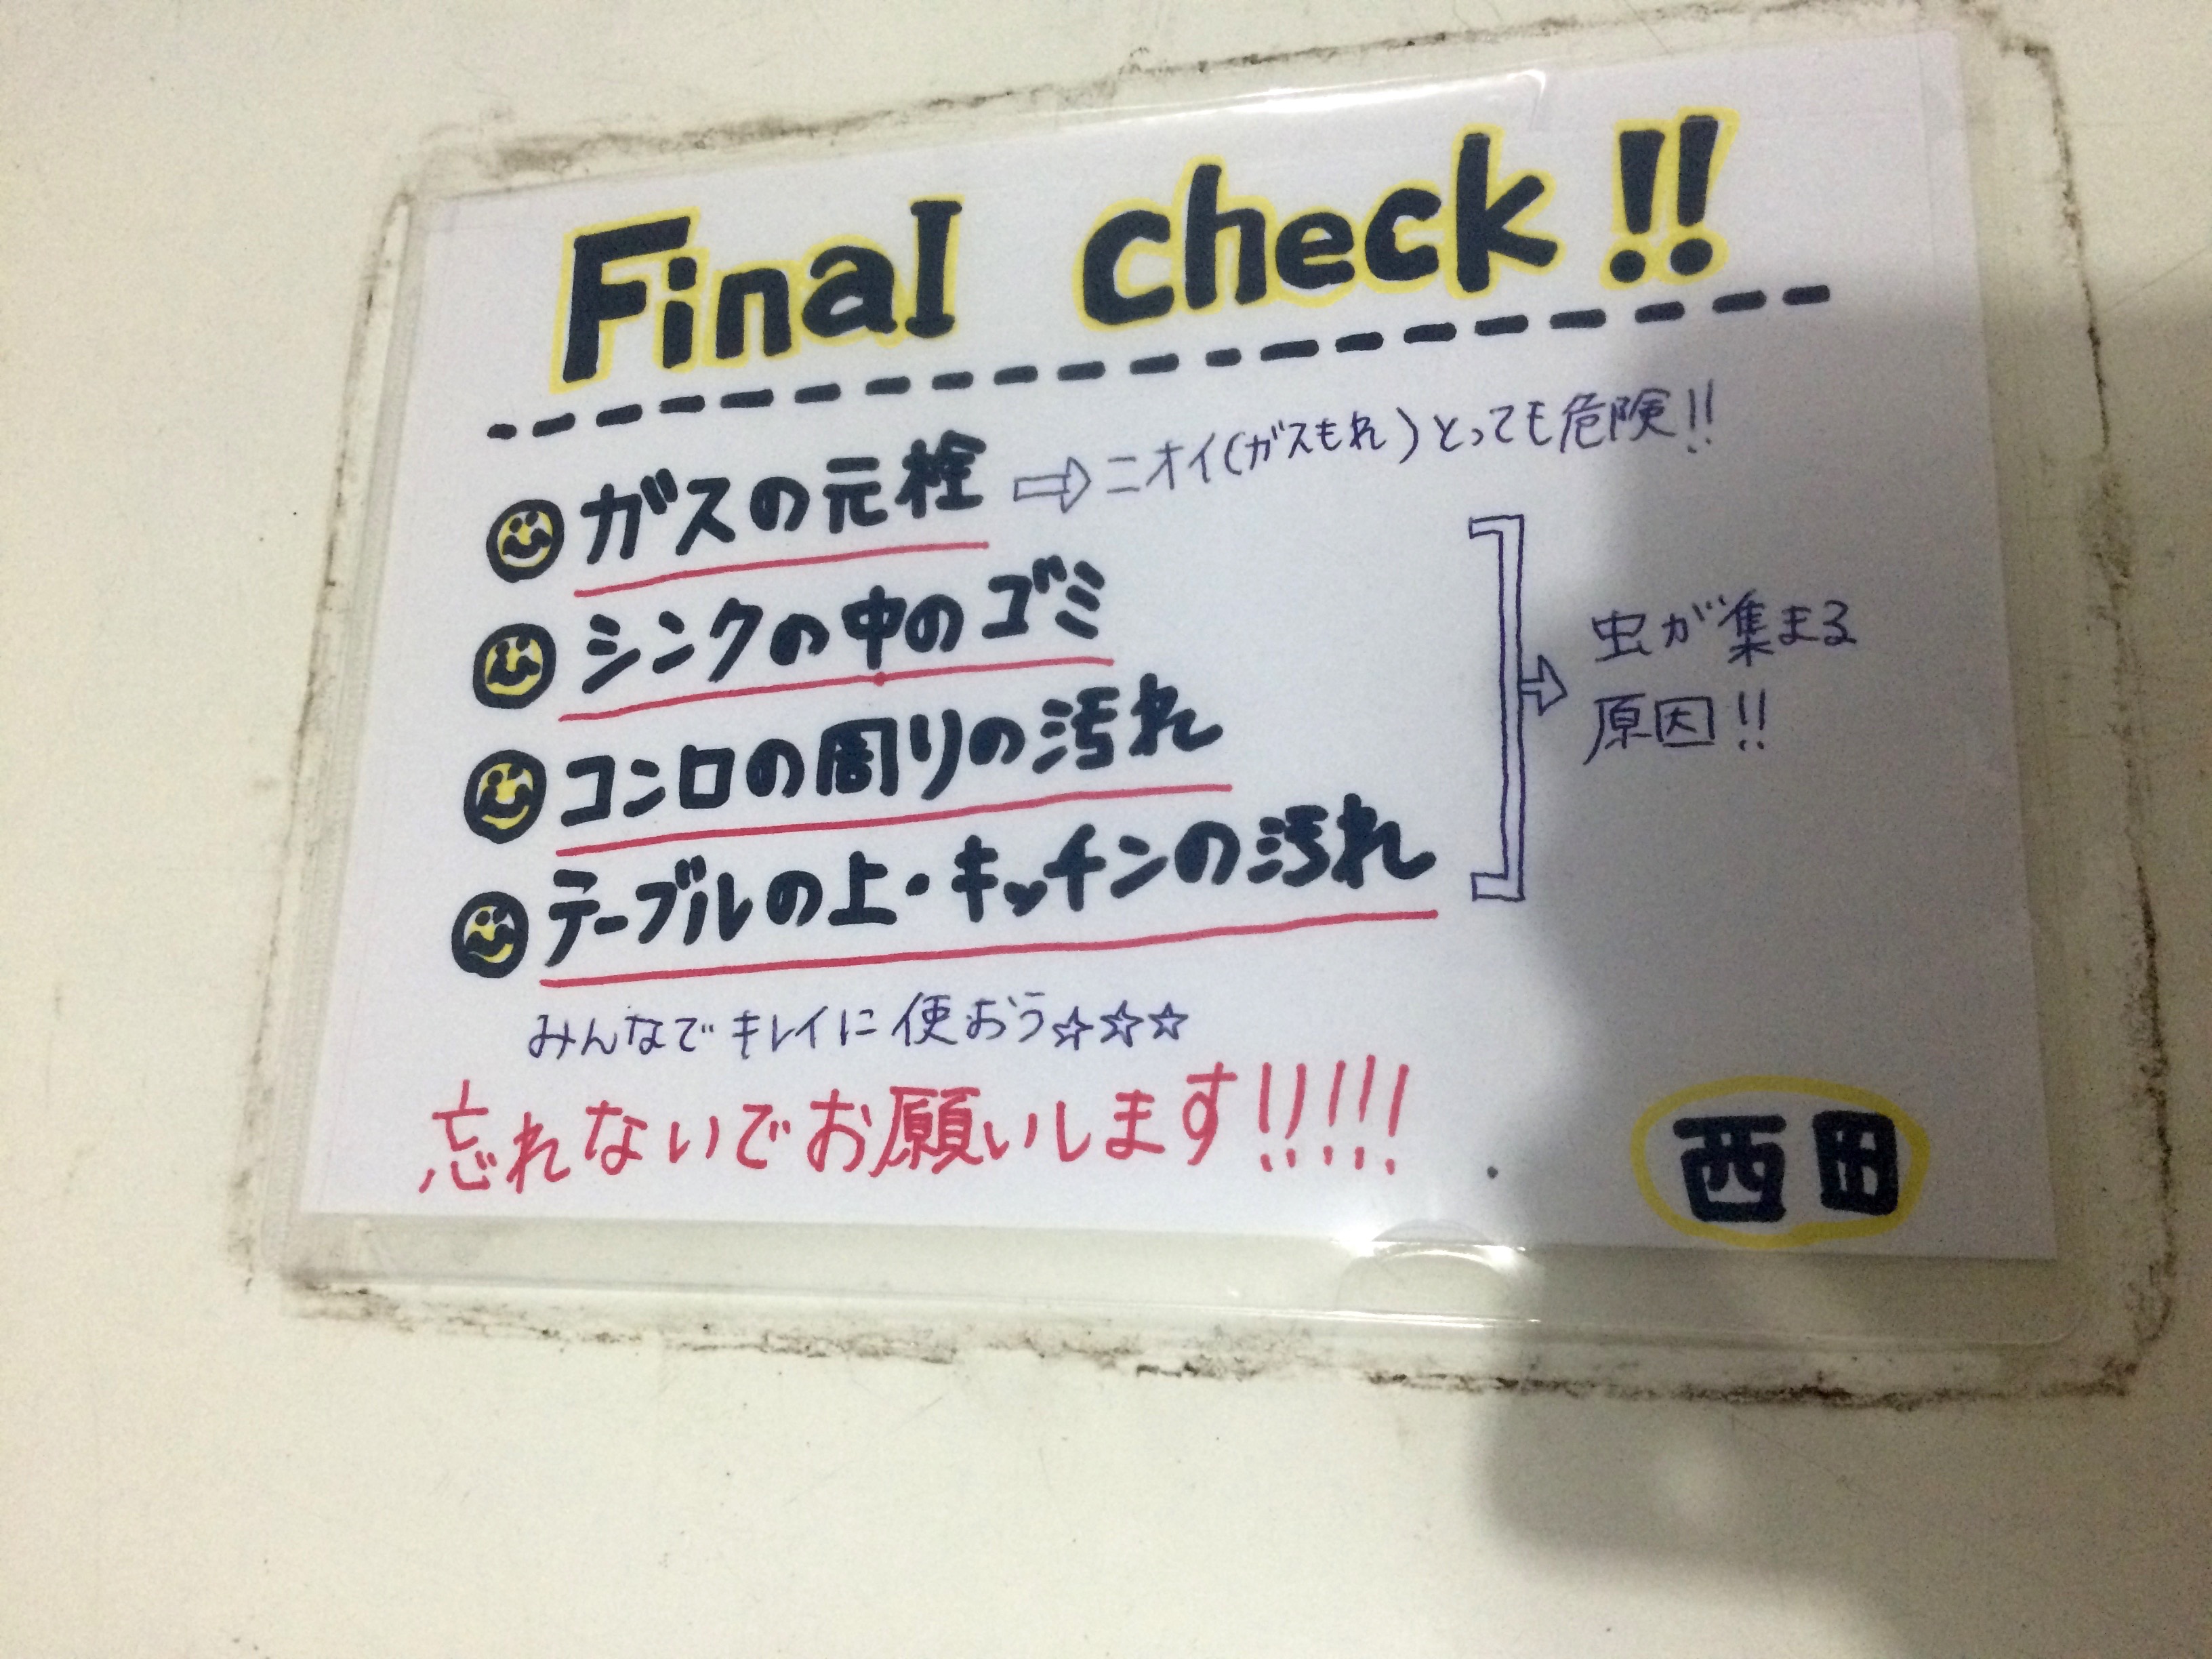 Final check!!
ガスの元栓 ⇨ ニオイ(ガスもれ)とっても危険!!
シンクの中のゴミ
コンロの周りの汚れ
テーブルの上・キッチンの汚れ
虫が集まる
原因!!
みんなでキレイに使おう☆☆☆
忘れないでお願いします!!!!!
西田